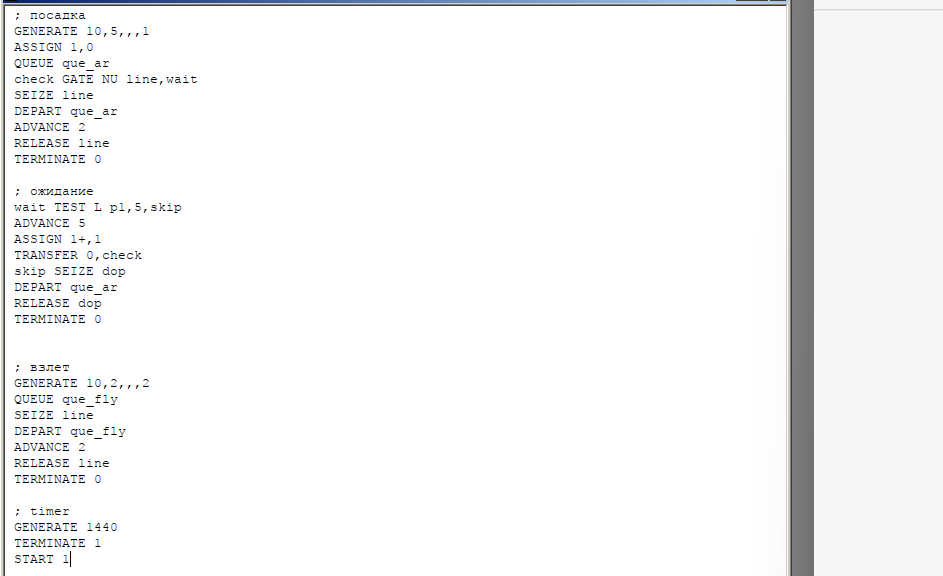 ; посадка
GENERATE 10,5,,,1
ASSIGN 1,0
QUEUE que_ar
check GATE NU line,wait
SEIZE line
DEPART que_ar
ADVANCE 2
RELEASE line
TERMINATE 0
; ожидание
wait TEST L p1,5,skip
ADVANCE 5
ASSIGN 1+,1
TRANSFER 0,check
skip SEIZE dop
DEPART que_ar
RELEASE dop
TERMINATE 0
; взлет
GENERATE 10,2,,,2
QUEUE que_fly
SEIZE line
DEPART que_fly
ADVANCE 2
RELEASE line
TERMINATE 0
; timer
GENERATE 1440
TERMINATE 1
START 1